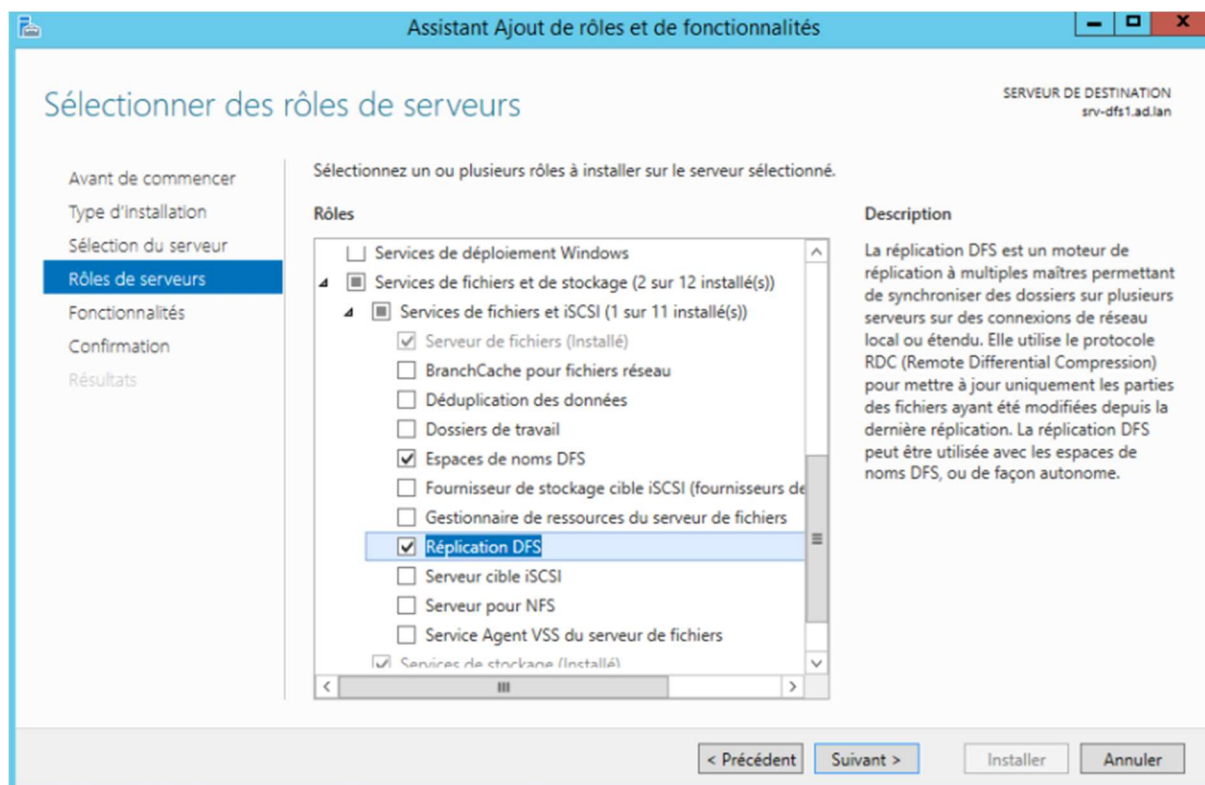 Assistant Ajout de rôles et de fonctionnalités
Sélectionner des rôles de serveurs
SERVEUR DE DESTINATION
srv-dfs1.ad.lan
Avant de commencer
Type d'installation
Sélection du serveur
Rôles de serveurs
Fonctionnalités
Confirmation
Résultats
Sélectionnez un ou plusieurs rôles à installer sur le serveur sélectionné.
Rôles
Services de déploiement Windows
Services de fichiers et de stockage (2 sur 12 installé(s))
Services de fichiers et iSCSI (1 sur 11 installé(s))
Serveur de fichiers (Installé)
BranchCache pour fichiers réseau
Déduplication des données
Dossiers de travail
Espaces de noms DFS
Fournisseur de stockage cible iSCSI (fournisseurs de
Gestionnaire de ressources du serveur de fichiers
Réplication DFS
Serveur cible iSCSI
Serveur pour NFS
Service Agent VSS du serveur de fichiers
Services de stockage (Installé)
Description
La réplication DFS est un moteur de
réplication à multiples maîtres permettant
de synchroniser des dossiers sur plusieurs
serveurs sur des connexions de réseau
local ou étendu. Elle utilise le protocole
RDC (Remote Differential Compression)
pour mettre à jour uniquement les parties
des fichiers ayant été modifiées depuis la
dernière réplication. La réplication DFS
peut être utilisée avec les espaces de
noms DFS, ou de façon autonome.
< Précédent
Suivant >
Installer
Annuler